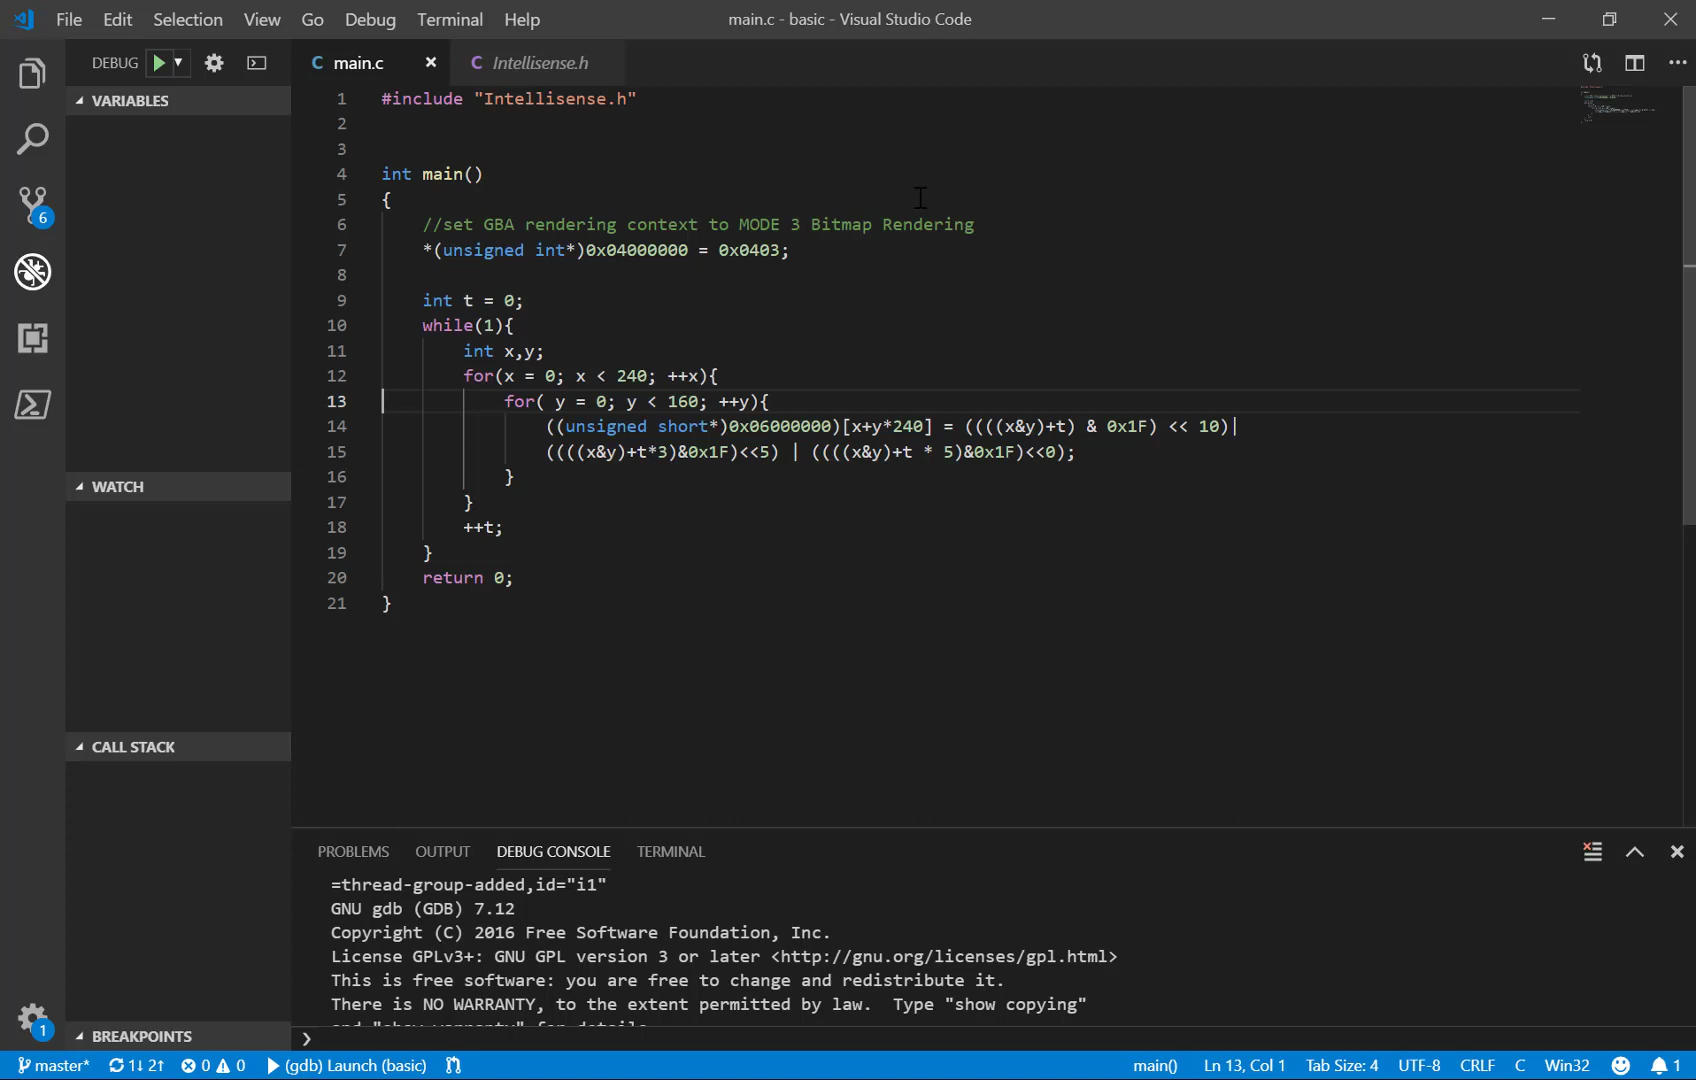 File Edit Selection View Go Debug Terminal Help
main.c - basic - Visual Studio Code
DEBUG
C main.c
C Intellisense.h
VARIABLES
1 #include "Intellisense.h"
2
3
4 int main()
5 {
6 //set GBA rendering context to MODE 3 Bitmap Rendering
7 *(unsigned int*)0x04000000 = 0x0403;
8
9 int t = 0;
10 while(1){
11 int x,y;
12 for(x = 0; x < 240; ++x){
13 for( y = 0; y < 160; ++y){
14 ((unsigned short*)0x06000000)[x+y*240] = ((((x&y)+t) & 0x1F) << 10)|
15 ((((x&y)+t*3)&0x1F)<<5) | ((((x&y)+t * 5)&0x1F)<<0);
16 }
17 }
18 ++t;
19 }
20 return 0;
21 }
6
WATCH
CALL STACK
BREAKPOINTS
1
PROBLEMS OUTPUT DEBUG CONSOLE TERMINAL
=thread-group-added,id="i1"
GNU gdb (GDB) 7.12
Copyright (C) 2016 Free Software Foundation, Inc.
License GPLv3+: GNU GPL version 3 or later <http://gnu.org/licenses/gpl.html>
This is free software: you are free to change and redistribute it.
There is NO WARRANTY, to the extent permitted by law.  Type "show copying"
and "show warranty" for details.
master* 1↓ 2↑ 0 0 (gdb) Launch (basic)
main() Ln 13, Col 1 Tab Size: 4 UTF-8 CRLF C Win32 1